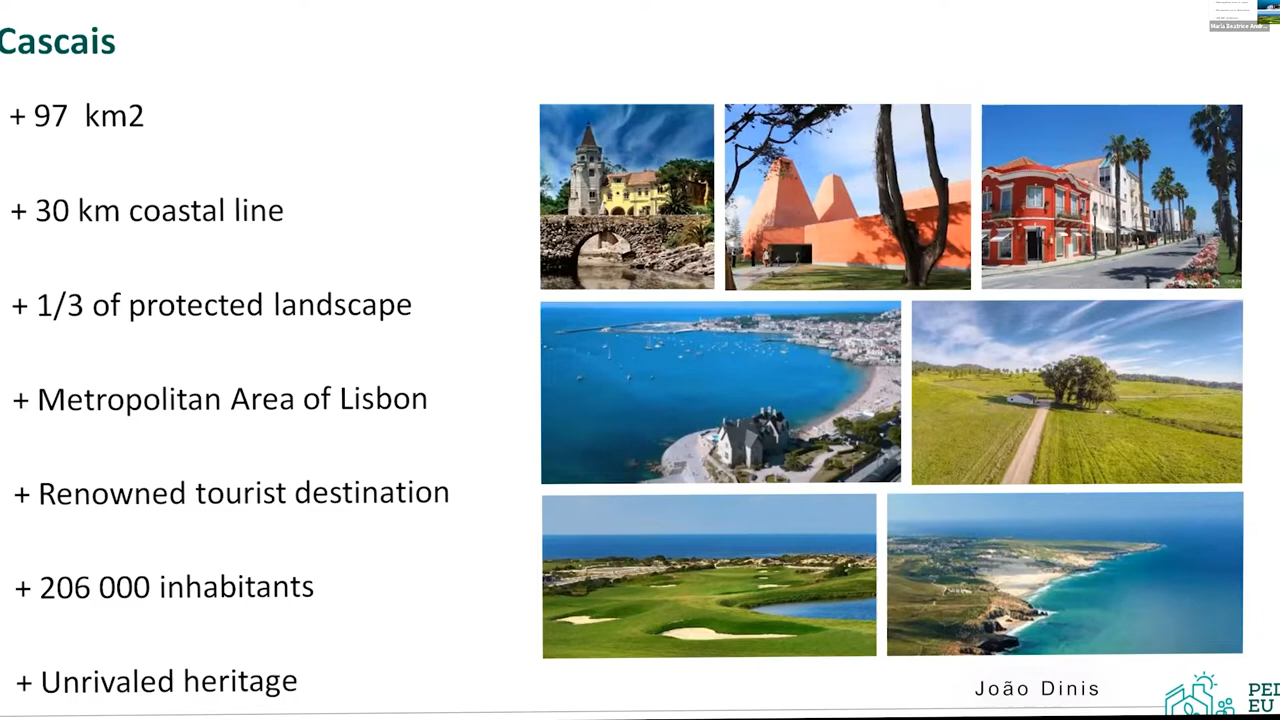 Cascais
+ 97 km2
+ 30 km coastal line
+ 1/3 of protected landscape
+ Metropolitan Area of Lisbon
+ Renowned tourist destination
+ 206 000 inhabitants
+ Unrivaled heritage
João Dinis
EU